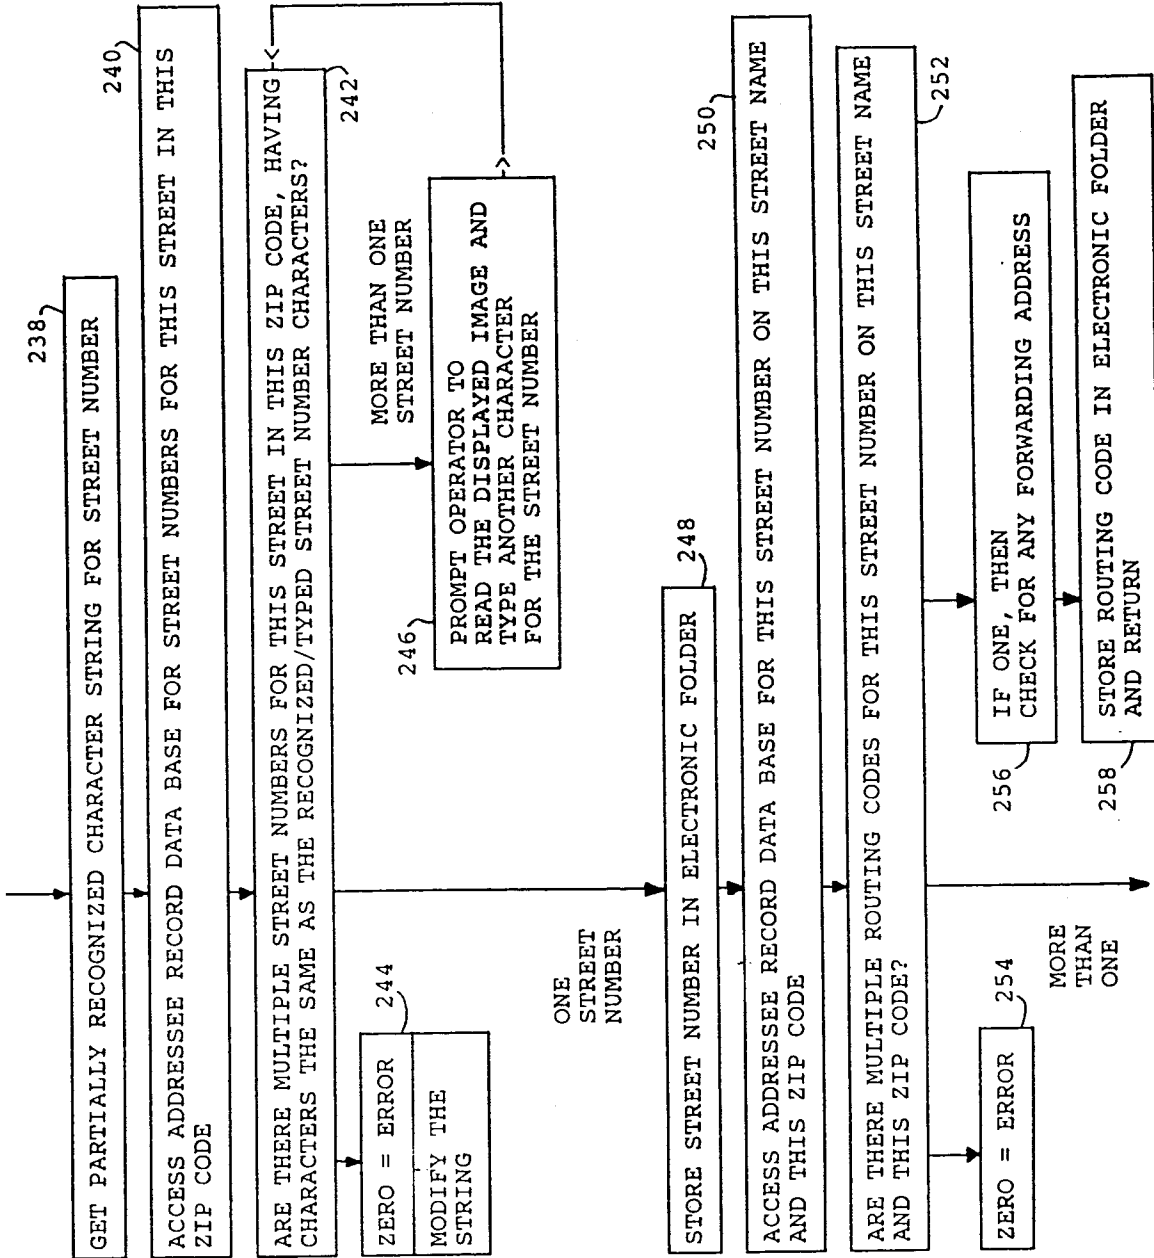 238
GET PARTIALLY RECOGNIZED CHARACTER STRING FOR STREET NUMBER
240
ACCESS ADDRESSEE RECORD DATA BASE FOR STREET NUMBERS FOR THIS STREET IN THIS
ZIP CODE
ARE THERE MULTIPLE STREET NUMBERS FOR THIS STREET IN THIS ZIP CODE, HAVING
CHARACTERS THE SAME AS THE RECOGNIZED/TYPED STREET NUMBER CHARACTERS?
242
ZERO = ERROR
MODIFY THE
STRING
244
MORE THAN ONE
STREET NUMBER
246
PROMPT OPERATOR TO
READ THE DISPLAYED IMAGE AND
TYPE ANOTHER CHARACTER
FOR THE STREET NUMBER
ONE
STREET
NUMBER
STORE STREET NUMBER IN ELECTRONIC FOLDER
248
250
ACCESS ADDRESSEE RECORD DATA BASE FOR THIS STREET NUMBER ON THIS STREET NAME
AND THIS ZIP CODE
ARE THERE MULTIPLE ROUTING CODES FOR THIS STREET NUMBER ON THIS STREET NAME
AND THIS ZIP CODE?
252
ZERO = ERROR
254
MORE
THAN
ONE
256
IF ONE, THEN
CHECK FOR ANY FORWARDING ADDRESS
258
STORE ROUTING CODE IN ELECTRONIC FOLDER
AND RETURN